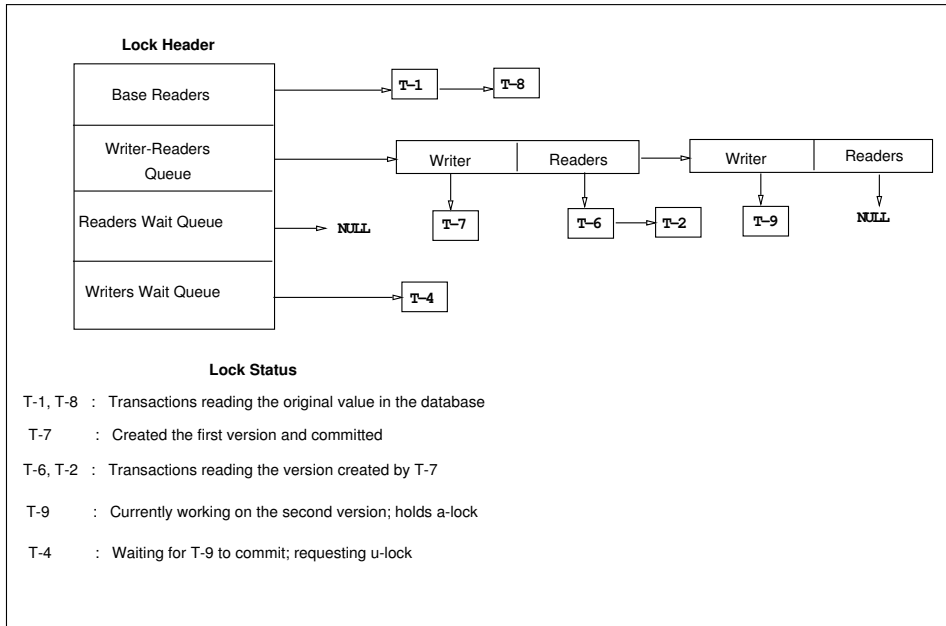 Lock Header
Base Readers
T-1
T-8
Writer-Readers
Queue
Writer
Readers
Writer
Readers
T-7
T-6
T-2
T-9
NULL
Readers Wait Queue
NULL
Writers Wait Queue
T-4
Lock Status
T-1, T-8 : Transactions reading the original value in the database
T-7 : Created the first version and committed
T-6, T-2 : Transactions reading the version created by T-7
T-9 : Currently working on the second version; holds a-lock
T-4 : Waiting for T-9 to commit; requesting u-lock